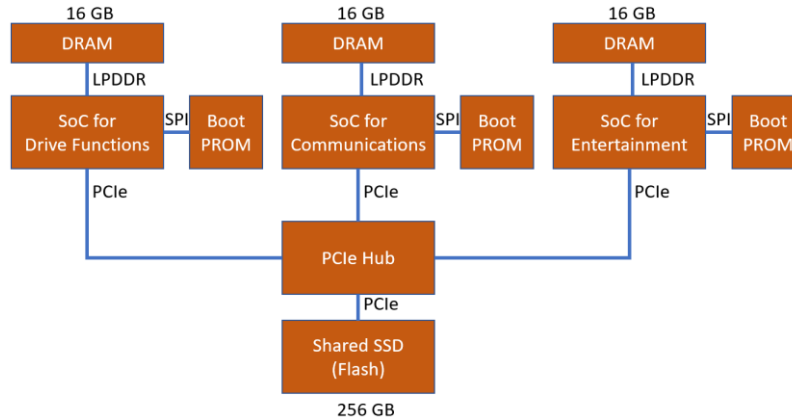 16 GB
16 GB
16 GB
DRAM
DRAM
DRAM
LPDDR
LPDDR
LPDDR
SoC for
Drive Functions
SPI
Boot
PROM
SoC for
Communications
SPI
Boot
PROM
SoC for
Entertainment
SPI
Boot
PROM
PCIe
PCIe
PCIe
PCIe Hub
PCIe
Shared SSD
(Flash)
256 GB